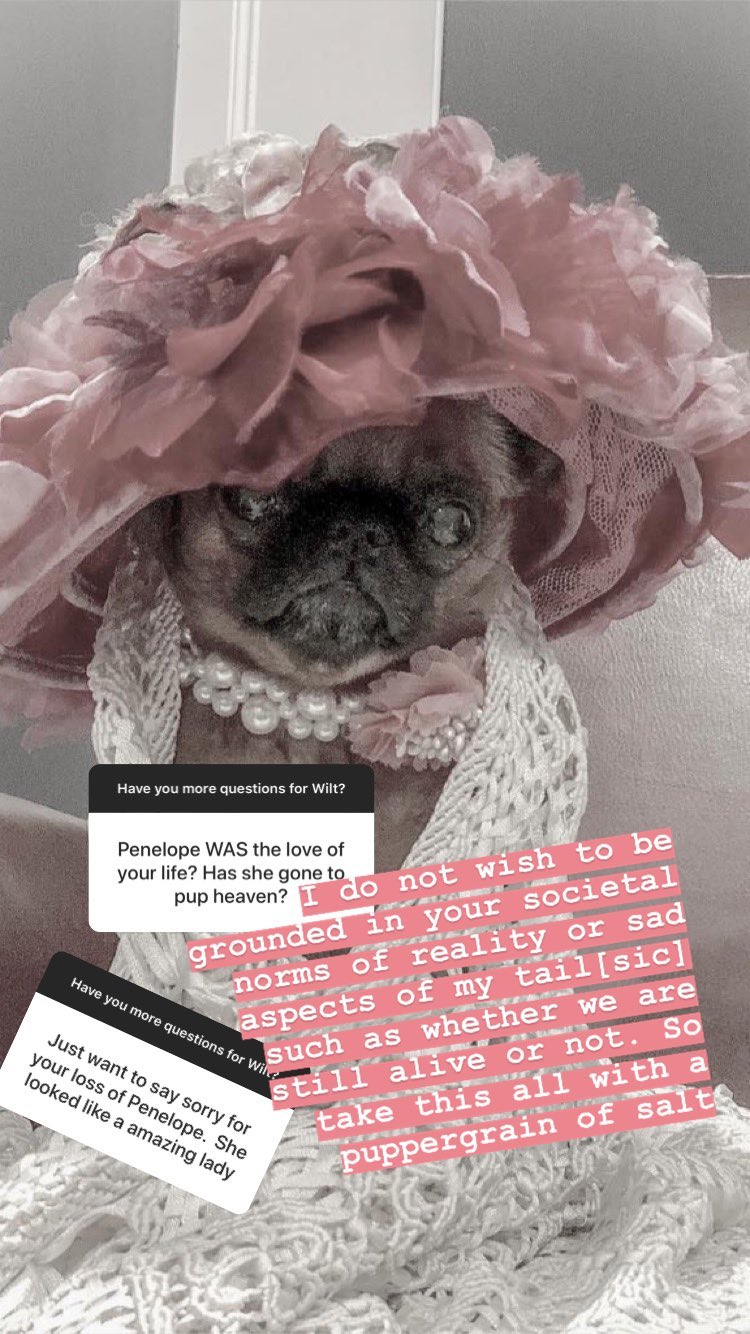 Have you more questions for Wilt?
Penelope WAS the love of
your life? Has she gone to
pup heaven?
I do not wish to be
grounded in your societal
norms of reality or sad
aspects of my tail[sic]
such as whether we are
still alive or not. So
take this all with a
puppergrain of salt
Have you more questions for Wilt?
Just want to say sorry for
your loss of Penelope. She
looked like a amazing lady